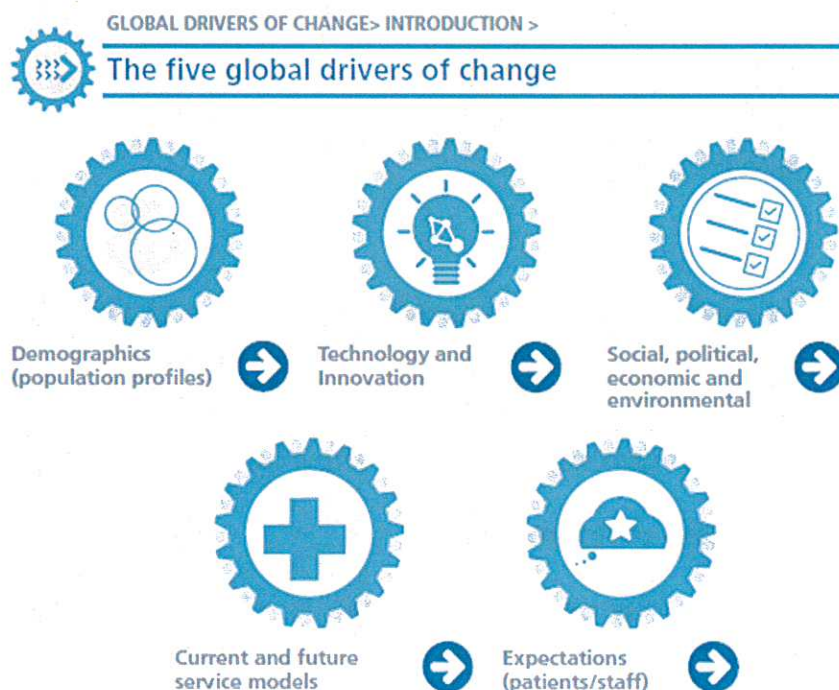 GLOBAL DRIVERS OF CHANGE> INTRODUCTION >
The five global drivers of change
Demographics
(population profiles)
Technology and
Innovation
Social, political,
economic and
environmental
Current and future
service models
Expectations
(patients/staff)